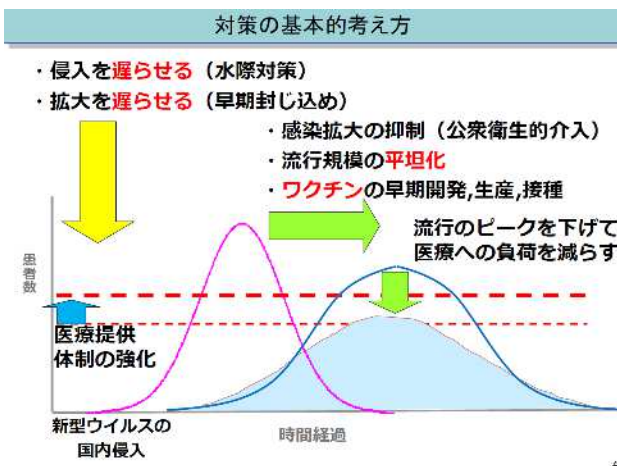 対策の基本的考え方
・侵入を遅らせる（水際対策）
・拡大を遅らせる（早期封じ込め）
・感染拡大の抑制（公衆衛生的介入）
・流行規模の平坦化
・ワクチンの早期開発,生産,接種
流行のピークを下げて
医療への負荷を減らす
患者数
医療提供
体制の強化
新型ウイルスの
国内侵入
時間経過